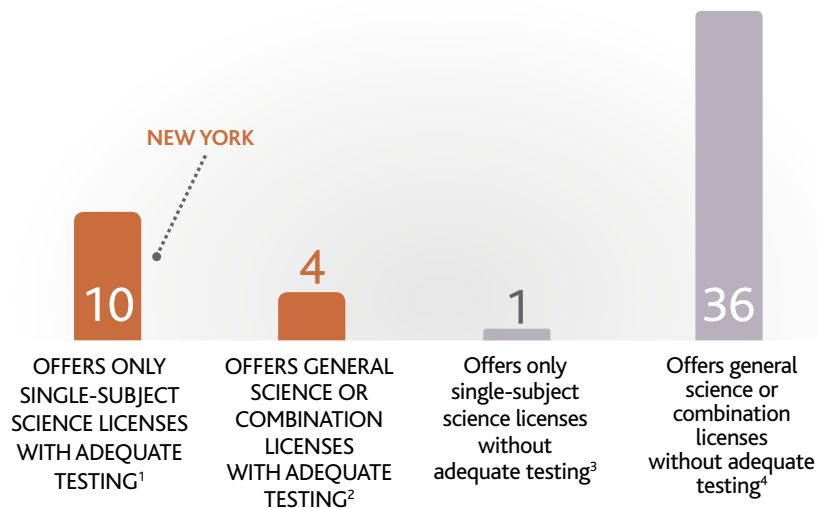 NEW YORK
10
4
1
36
OFFERS ONLY
SINGLE-SUBJECT
SCIENCE LICENSES
WITH ADEQUATE
TESTING¹
OFFERS GENERAL
SCIENCE OR
COMBINATION
LICENSES
WITH ADEQUATE
TESTING²
Offers only
single-subject
science licenses
without
adequate testing³
Offers general
science or
combination
licenses
without adequate
testing⁴